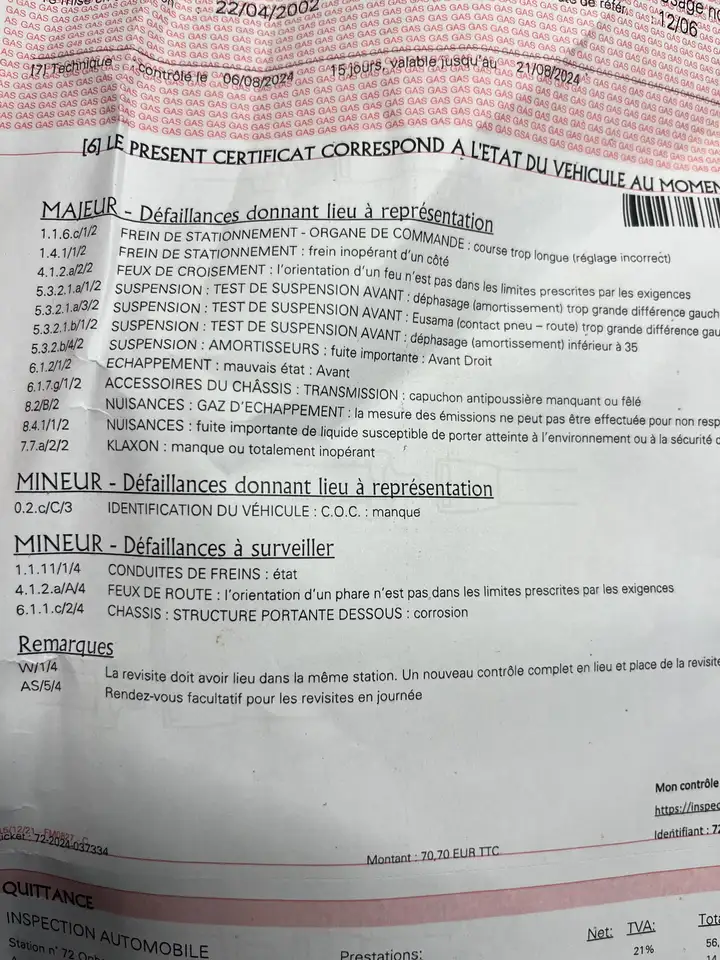 22/04/2002
de référ.
12/06
[7] Technique Contrôlé le 06/08/2024 15 jours, valable jusqu'au 21/08/2024
[6] LE PRESENT CERTIFICAT CORRESPOND A L'ETAT DU VEHICULE AU MOMEN
MAJEUR - Défaillances donnant lieu à représentation
1.1.6.c/1/2 FREIN DE STATIONNEMENT - ORGANE DE COMMANDE : course trop longue (réglage incorrect)
1.4.1/1/2 FREIN DE STATIONNEMENT : frein inopérant d'un côté
4.1.2.a/2/2 FEUX DE CROISEMENT : l'orientation d'un feu n'est pas dans les limites prescrites par les exigences
5.3.2.1.a/1/2 SUSPENSION : TEST DE SUSPENSION AVANT : déphasage (amortissement) trop grande différence gauch
5.3.2.1.a/3/2 SUSPENSION : TEST DE SUSPENSION AVANT : Eusama (contact pneu – route) trop grande différence gau
5.3.2.1.b/1/2 SUSPENSION : TEST DE SUSPENSION AVANT : déphasage (amortissement) inférieur à 35
5.3.2.b/4/2 SUSPENSION : AMORTISSEURS : fuite importante : Avant Droit
6.1.2/1/2 ECHAPPEMENT : mauvais état : Avant
6.1.7.g/1/2 ACCESSOIRES DU CHÂSSIS : TRANSMISSION : capuchon antipoussière manquant ou fêlé
8.2/B/2 NUISANCES : GAZ D'ECHAPPEMENT : la mesure des émissions ne peut pas être effectuée pour non resp
8.4.1/1/2 NUISANCES : fuite importante de liquide susceptible de porter atteinte à l'environnement ou à la sécurité
7.7.a/2/2 KLAXON : manque ou totalement inopérant
MINEUR - Défaillances donnant lieu à représentation
0.2.c/C/3 IDENTIFICATION DU VÉHICULE : C.O.C. : manque
MINEUR - Défaillances à surveiller
1.1.11/1/4 CONDUITES DE FREINS : état
4.1.2.a/A/4 FEUX DE ROUTE : l'orientation d'un phare n'est pas dans les limites prescrites par les exigences
6.1.1.c/2/4 CHASSIS : STRUCTURE PORTANTE DESSOUS : corrosion
Remarques
W/1/4 La revisite doit avoir lieu dans la même station. Un nouveau contrôle complet en lieu et place de la revisite
AS/5/4 Rendez-vous facultatif pour les revisites en journée
Mon contrôle
https://inspec
Identifiant : 72
icket : 72-2024-037334
Montant : 70,70 EUR TTC
QUITTANCE
INSPECTION AUTOMOBILE
Net: TVA: Tota
Station n° 72
Prestations:
21% 56,